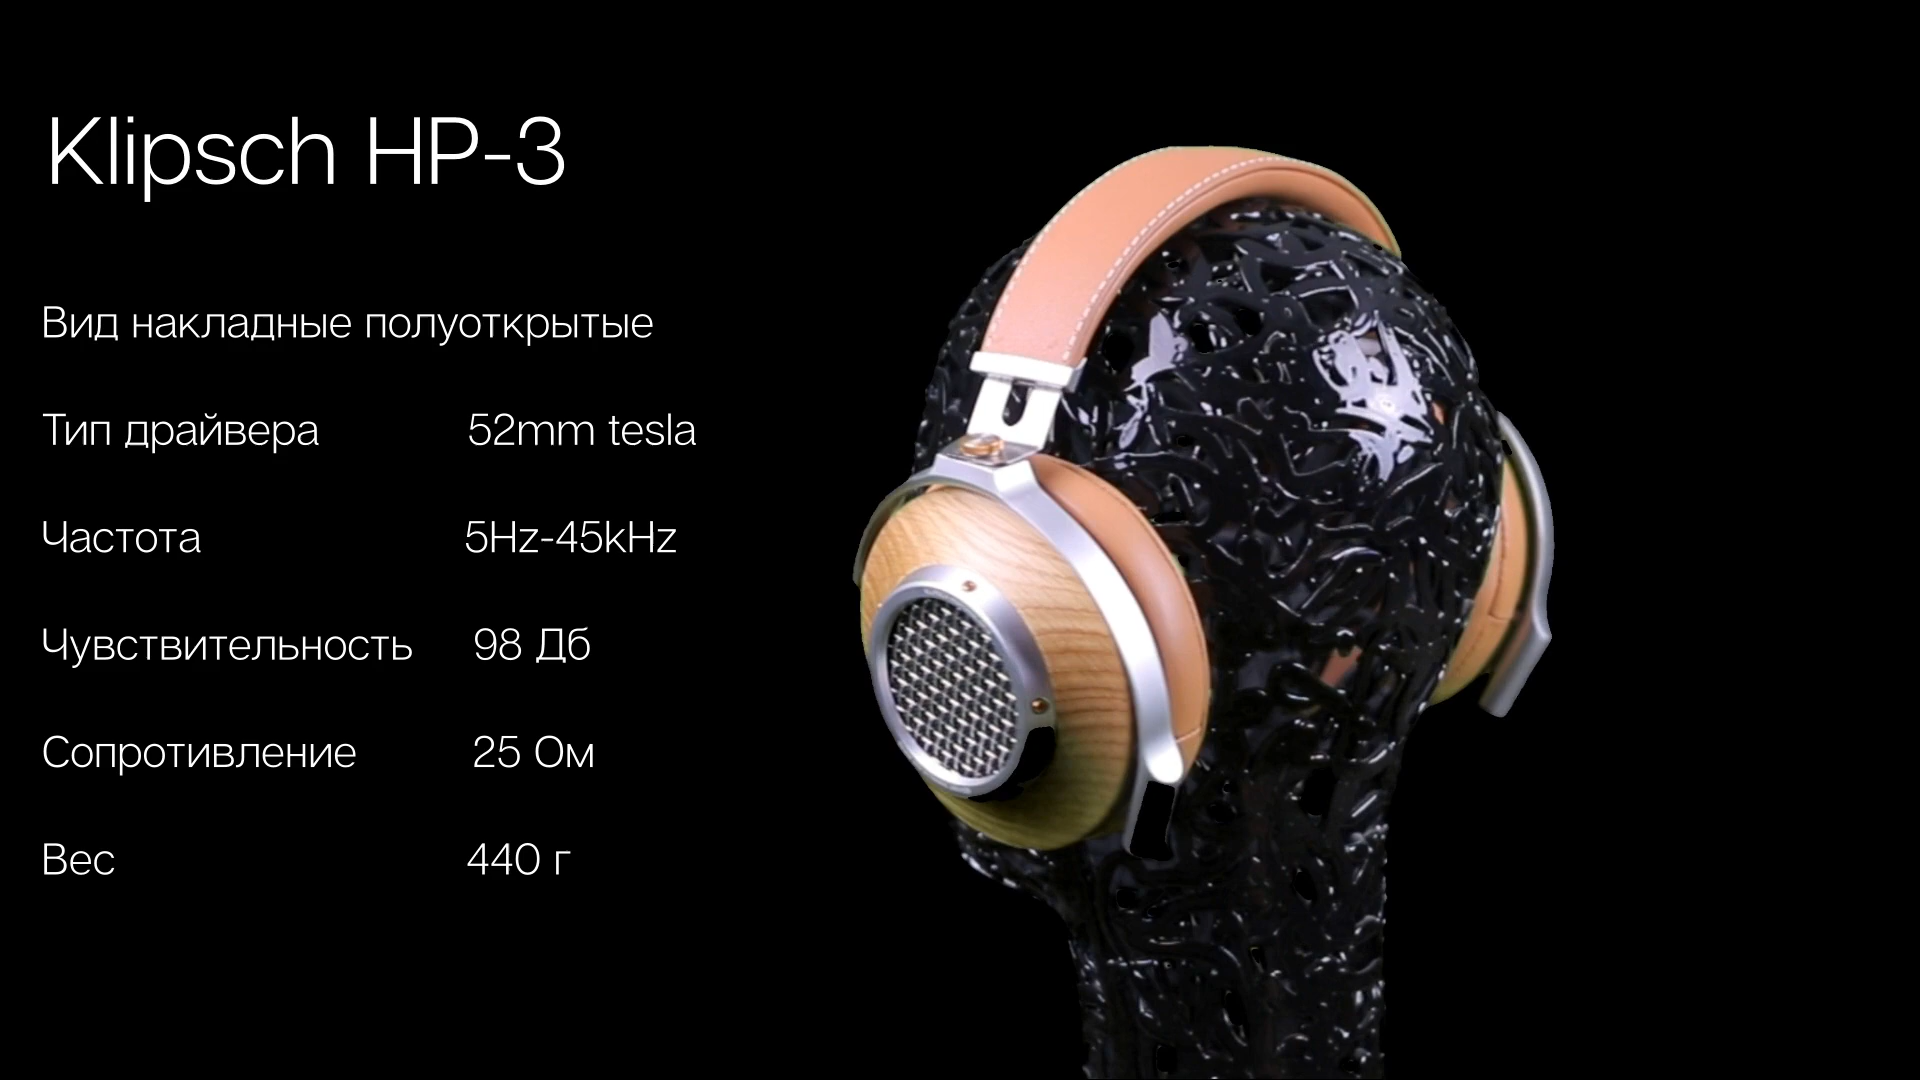 Klipsch HP-3
Вид накладные полуоткрытые
Тип драйвера 52mm tesla
Частота 5Hz-45kHz
Чувствительность 98 Дб
Сопротивление 25 Ом
Вес 440 г